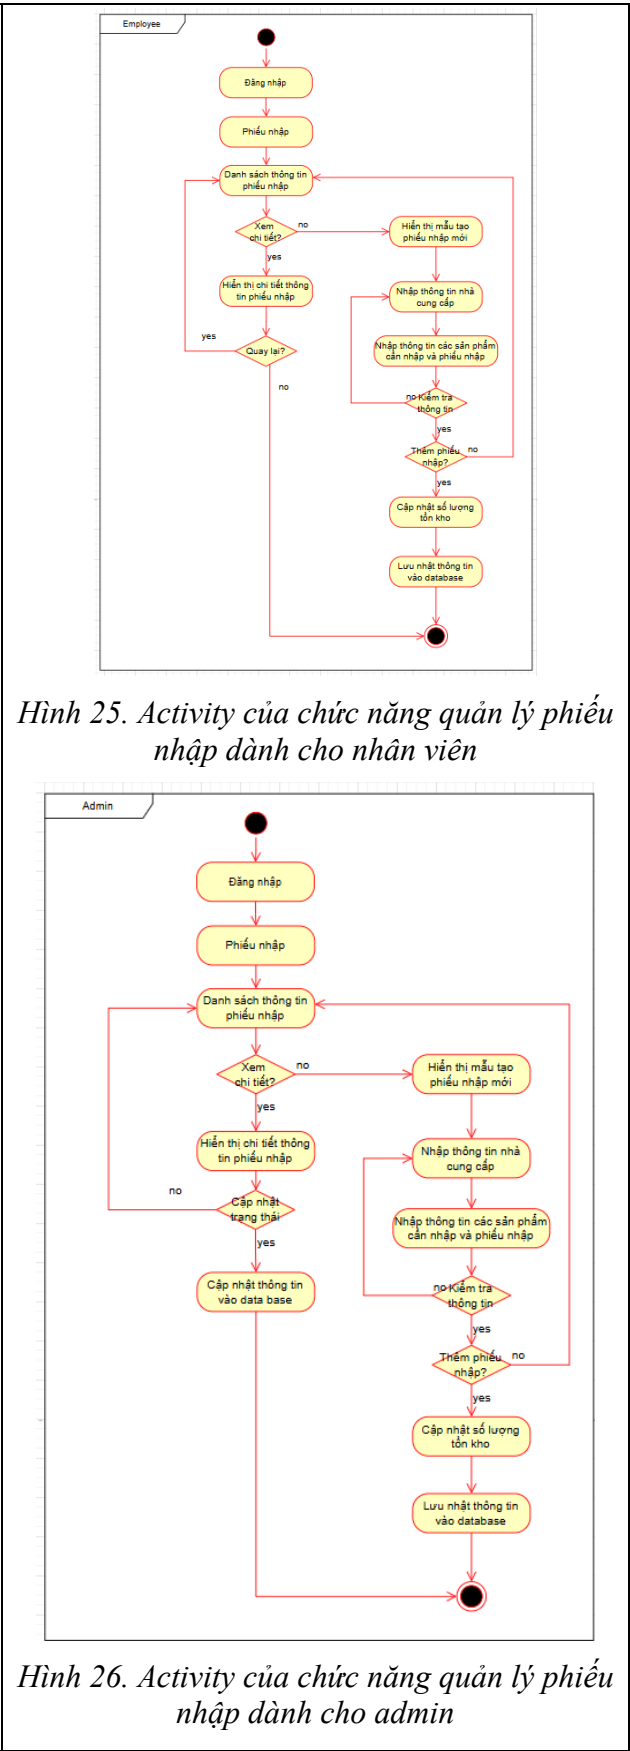 Employee
Đăng nhập
Phiếu nhập
Danh sách thông tin
phiếu nhập
Xem
chi tiết?
no
Hiển thị mẫu tạo
phiếu nhập mới
yes
Hiển thị chi tiết thông
tin phiếu nhập
Nhập thông tin nhà
cung cấp
yes
Quay lại?
no
Nhập thông tin các sản phẩm
cần nhập và phiếu nhập
no
Kiểm tra
thông tin
yes
Thêm phiếu
nhập?
no
yes
Cập nhật số lượng
tồn kho
Lưu nhật thông tin
vào database
Hình 25. Activity của chức năng quản lý phiếu
nhập dành cho nhân viên
Admin
Đăng nhập
Phiếu nhập
Danh sách thông tin
phiếu nhập
Xem
chi tiết?
no
Hiển thị mẫu tạo
phiếu nhập mới
yes
Hiển thị chi tiết thông
tin phiếu nhập
Nhập thông tin nhà
cung cấp
no
Cập nhật
trạng thái
yes
Nhập thông tin các sản phẩm
cần nhập và phiếu nhập
Cập nhật thông tin
vào data base
no
Kiểm tra
thông tin
yes
Thêm phiếu
nhập?
no
yes
Cập nhật số lượng
tồn kho
Lưu nhật thông tin
vào database
Hình 26. Activity của chức năng quản lý phiếu
nhập dành cho admin